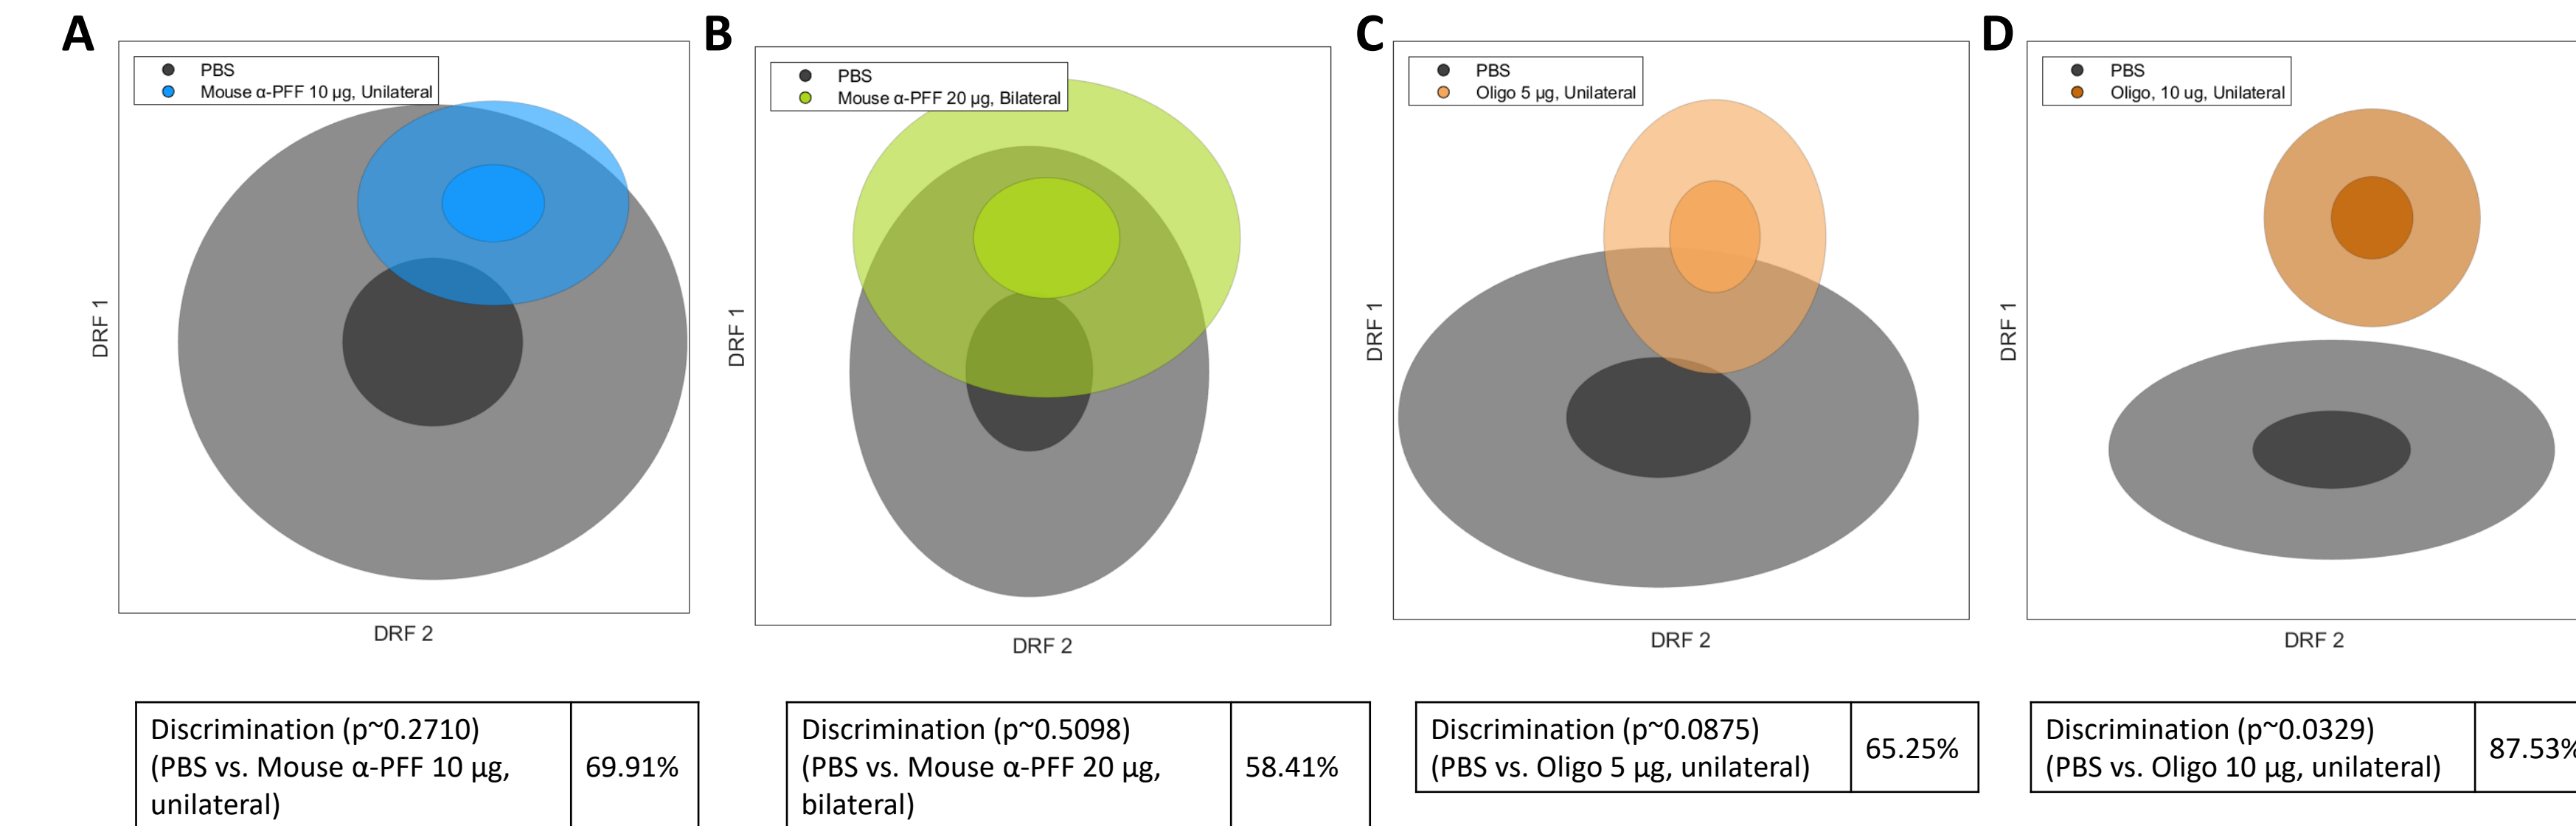 A
PBS
Mouse α-PFF 10 µg, Unilateral
DRF 1
DRF 2
Discrimination (p~0.2710)
(PBS vs. Mouse α-PFF 10 µg,
unilateral)
69.91%
B
PBS
Mouse α-PFF 20 µg, Bilateral
DRF 1
DRF 2
Discrimination (p~0.5098)
(PBS vs. Mouse α-PFF 20 µg,
bilateral)
58.41%
C
PBS
Oligo 5 µg, Unilateral
DRF 1
DRF 2
Discrimination (p~0.0875)
(PBS vs. Oligo 5 µg, unilateral)
65.25%
D
PBS
Oligo, 10 ug, Unilateral
DRF 1
DRF 2
Discrimination (p~0.0329)
(PBS vs. Oligo 10 µg, unilateral)
87.53%